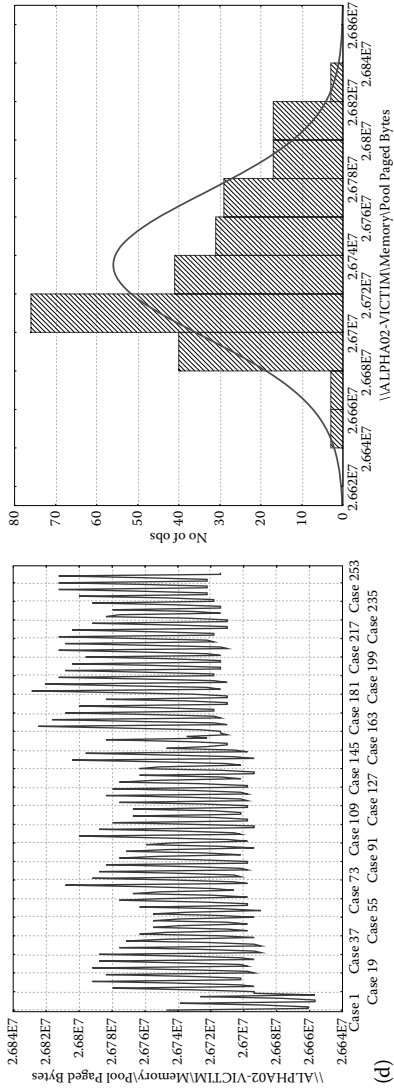 \\ALPHA02-VICTIM\Memory\Pool Paged Bytes
2.684E7
2.682E7
2.68E7
2.678E7
2.676E7
2.674E7
2.672E7
2.67E7
2.668E7
2.666E7
2.664E7
Case 1 Case 37 Case 73 Case 109 Case 145 Case 181 Case 217 Case 253
Case 19 Case 55 Case 91 Case 127 Case 163 Case 199 Case 235
(d)
No of obs
80
70
60
50
40
30
20
10
0
2.662E7 2.666E7 2.67E7 2.674E7 2.678E7 2.682E7 2.686E7
2.664E7 2.668E7 2.672E7 2.676E7 2.68E7 2.684E7
\\ALPHA02-VICTIM\Memory\Pool Paged Bytes